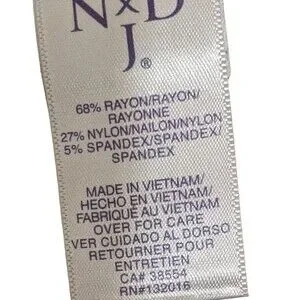 NXD
J®
68% RAYON/RAYON/
RAYONNE
27% NYLON/NAILON/NYLON
5% SPANDEX/SPANDEX/
SPANDEX
MADE IN VIETNAM/
HECHO EN VIETNAM/
FABRIQUÉ AU VIETNAM
OVER FOR CARE
VER CUIDADO AL DORSO
RETOURNER POUR
ENTRETIEN
CA# 38554
RN#132016